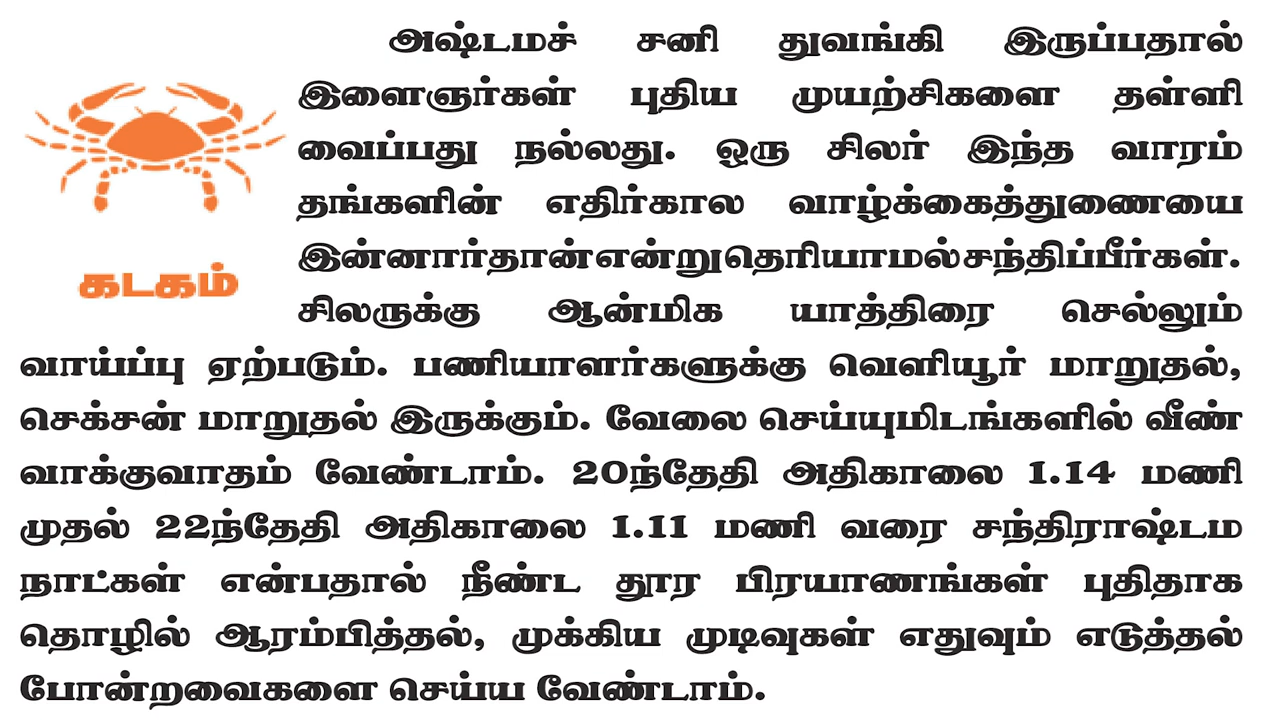 அஷ்டமச் சனி துவங்கி இருப்பதால்
இளைஞர்கள் புதிய முயற்சிகளை தள்ளி
வைப்பது நல்லது. ஒரு சிலர் இந்த வாரம்
தங்களின் எதிர்கால வாழ்க்கைத்துணையை
இன்னார்தான் என்று தெரியாமல் சந்திப்பீர்கள்.
கடகம்
சிலருக்கு ஆன்மிக யாத்திரை செல்லும்
வாய்ப்பு ஏற்படும். பணியாளர்களுக்கு வெளியூர் மாறுதல்,
செக்சன் மாறுதல் இருக்கும். வேலை செய்யுமிடங்களில் வீண்
வாக்குவாதம் வேண்டாம். 20ந்தேதி அதிகாலை 1.14 மணி
முதல் 22ந்தேதி அதிகாலை 1.11 மணி வரை சந்திராஷ்டம
நாட்கள் என்பதால் நீண்ட தூர பிரயாணங்கள் புதிதாக
தொழில் ஆரம்பித்தல், முக்கிய முடிவுகள் எதுவும் எடுத்தல்
போன்றவைகளை செய்ய வேண்டாம்.